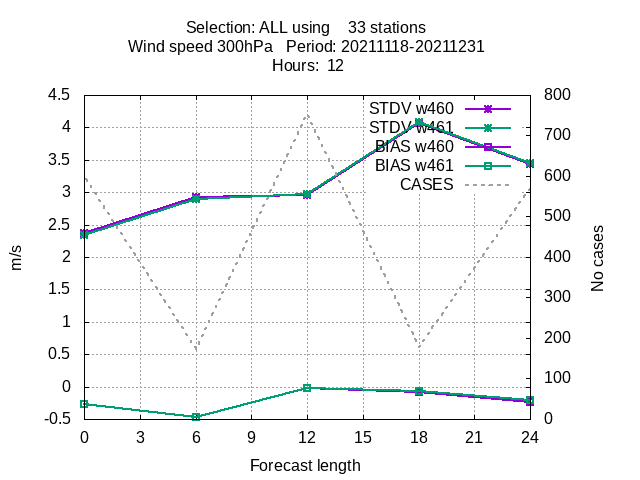 Selection: ALL using 33 stations
Wind speed 300hPa Period: 20211118-20211231
Hours: 12
4.5
4
3.5
3
2.5
2
1.5
1
0.5
0
-0.5
m/s
STDV w460
STDV w461
BIAS w460
BIAS w461
CASES
800
700
600
500
400
300
200
100
0
No cases
0 3 6 9 12 15 18 21 24
Forecast length